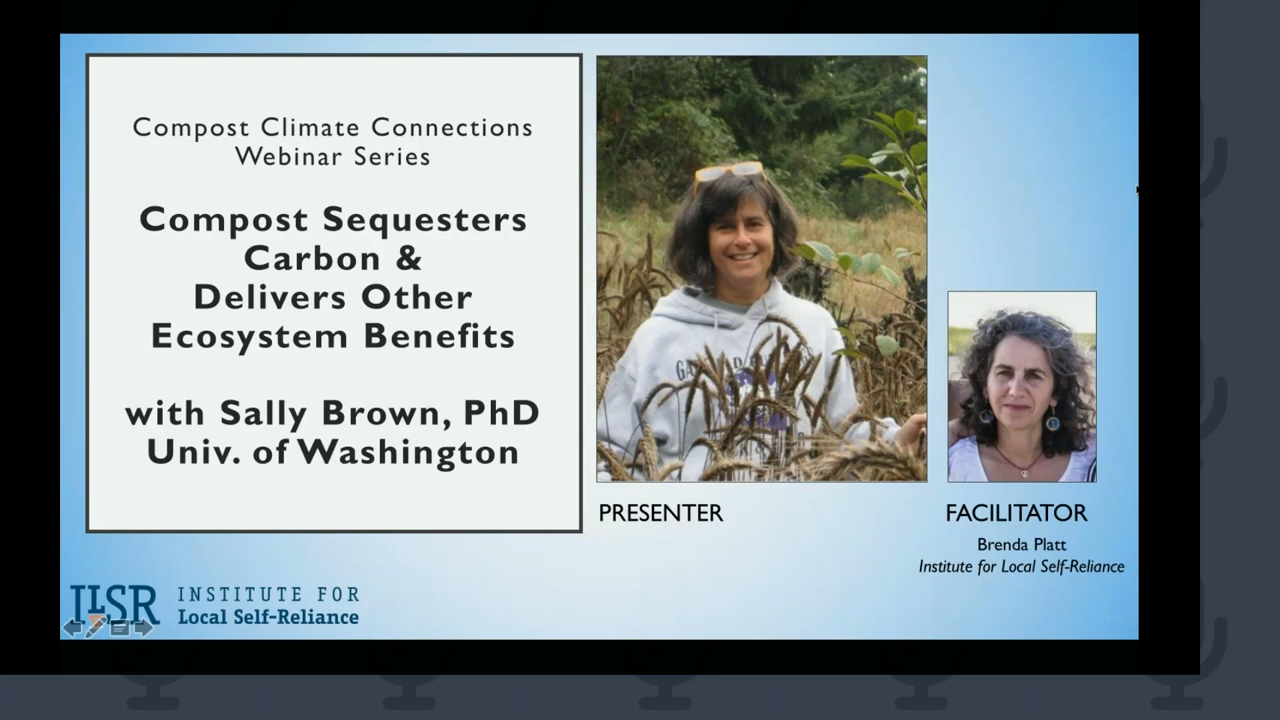 Compost Climate Connections
Webinar Series
Compost Sequesters
Carbon &
Delivers Other
Ecosystem Benefits
with Sally Brown, PhD
Univ. of Washington
PRESENTER
FACILITATOR
Brenda Platt
Institute for Local Self-Reliance
ILSR
INSTITUTE FOR
Local Self-Reliance